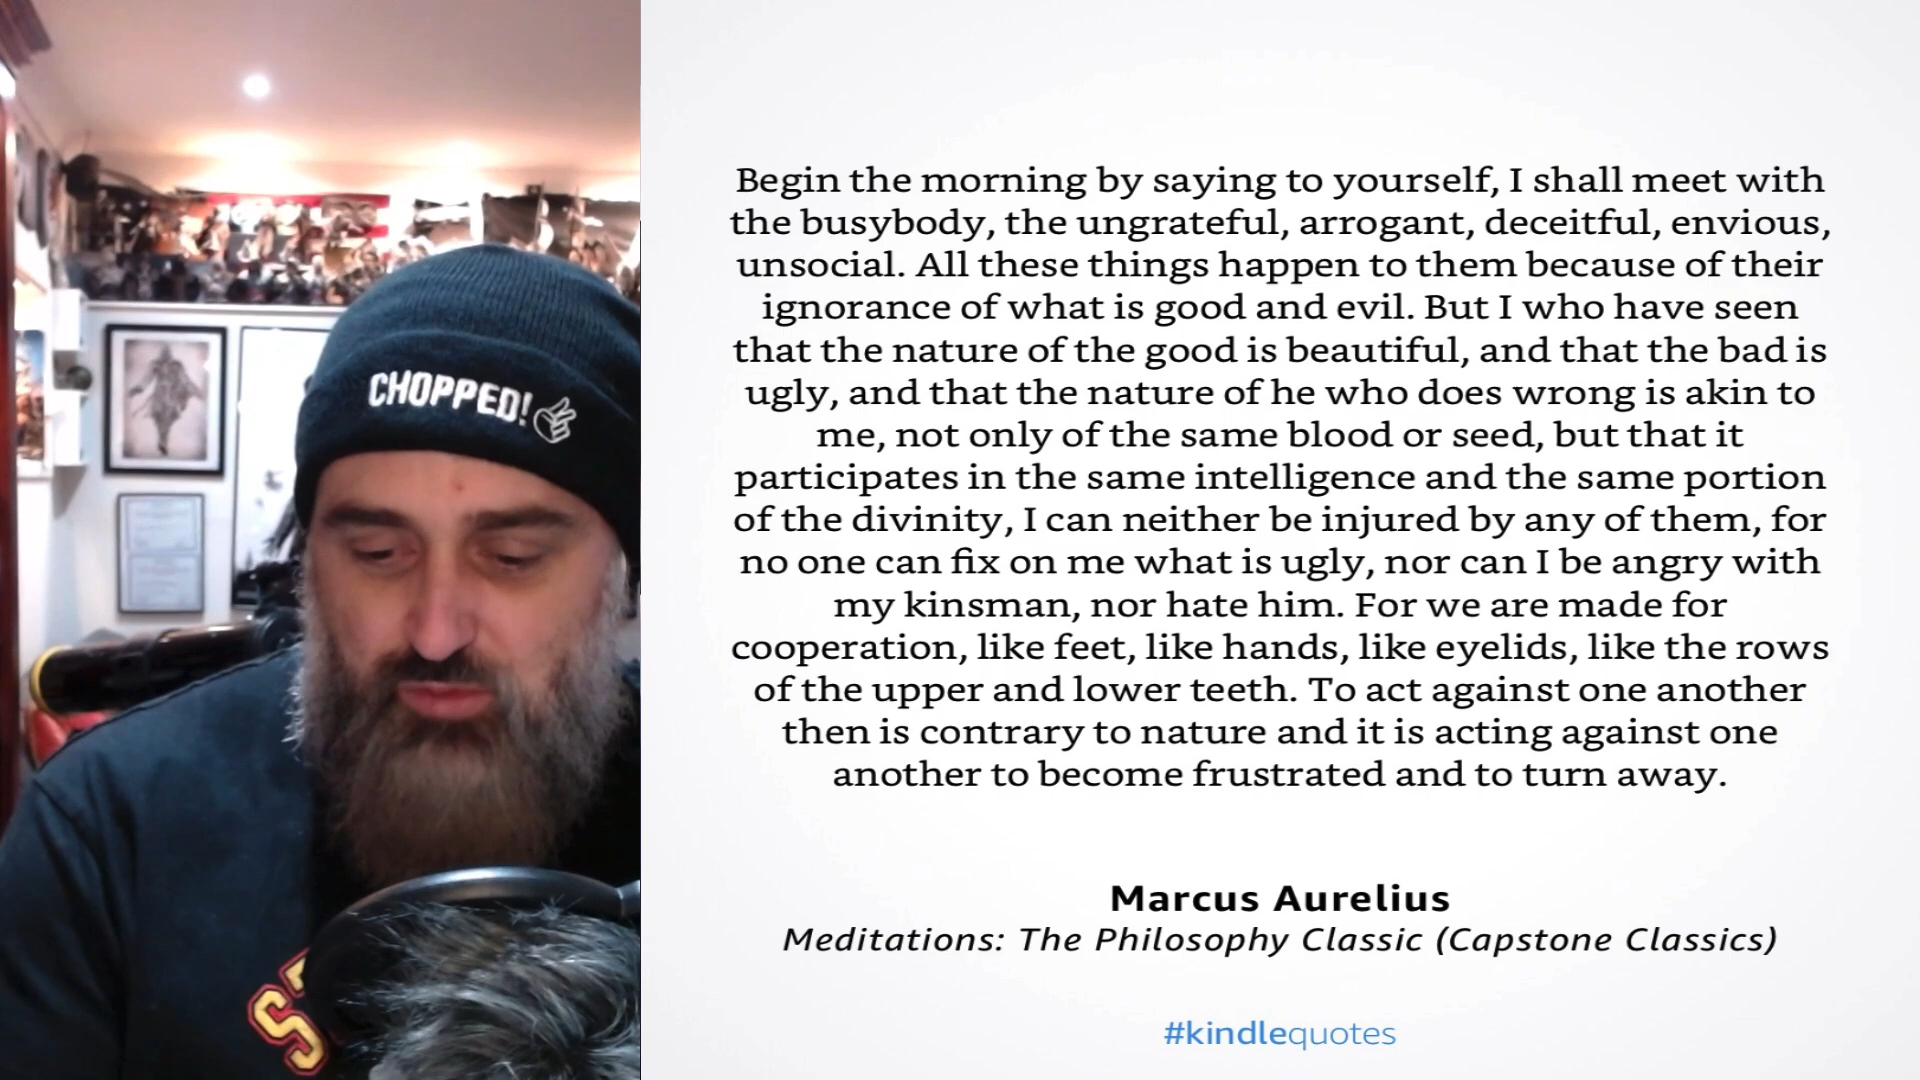 CHOPPED!
S
Begin the morning by saying to yourself, I shall meet with
the busybody, the ungrateful, arrogant, deceitful, envious,
unsocial. All these things happen to them because of their
ignorance of what is good and evil. But I who have seen
that the nature of the good is beautiful, and that the bad is
ugly, and that the nature of he who does wrong is akin to
me, not only of the same blood or seed, but that it
participates in the same intelligence and the same portion
of the divinity, I can neither be injured by any of them, for
no one can fix on me what is ugly, nor can I be angry with
my kinsman, nor hate him. For we are made for
cooperation, like feet, like hands, like eyelids, like the rows
of the upper and lower teeth. To act against one another
then is contrary to nature and it is acting against one
another to become frustrated and to turn away.
Marcus Aurelius
Meditations: The Philosophy Classic (Capstone Classics)
#kindlequotes